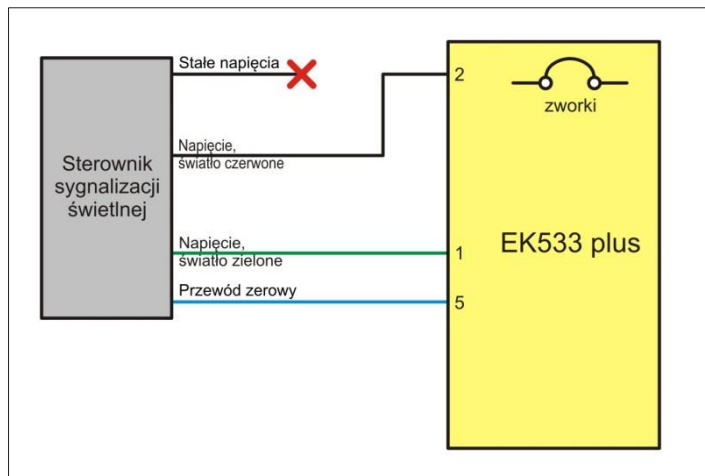 Stałe napięcia
2
zworki
Napięcie,
światło czerwone
Sterownik
sygnalizacji
świetlnej
Napięcie,
światło zielone
1
EK533 plus
Przewód zerowy
5